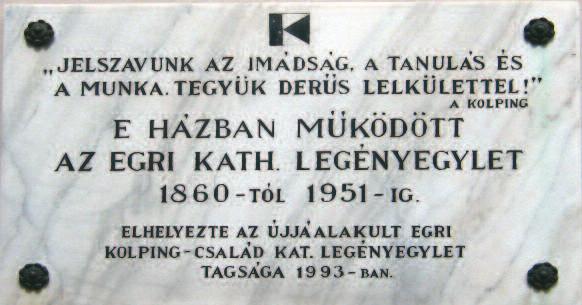 K
„JELSZAVUNK AZ IMÁDSÁG, A TANULÁS ÉS
A MUNKA. TEGYÜK DERÜS LELKÜLETTEL!”
A KOLPING
E HÁZBAN MÜKÖDÖTT
AZ EGRI KATH. LEGÉNYEGYLET
1860-TÓL 1951-IG.
ELHELYEZTE AZ ÚJJÁALAKULT EGRI
KOLPING-CSALÁD KAT. LEGÉNYEGYLET
TAGSÁGA 1993-BAN.